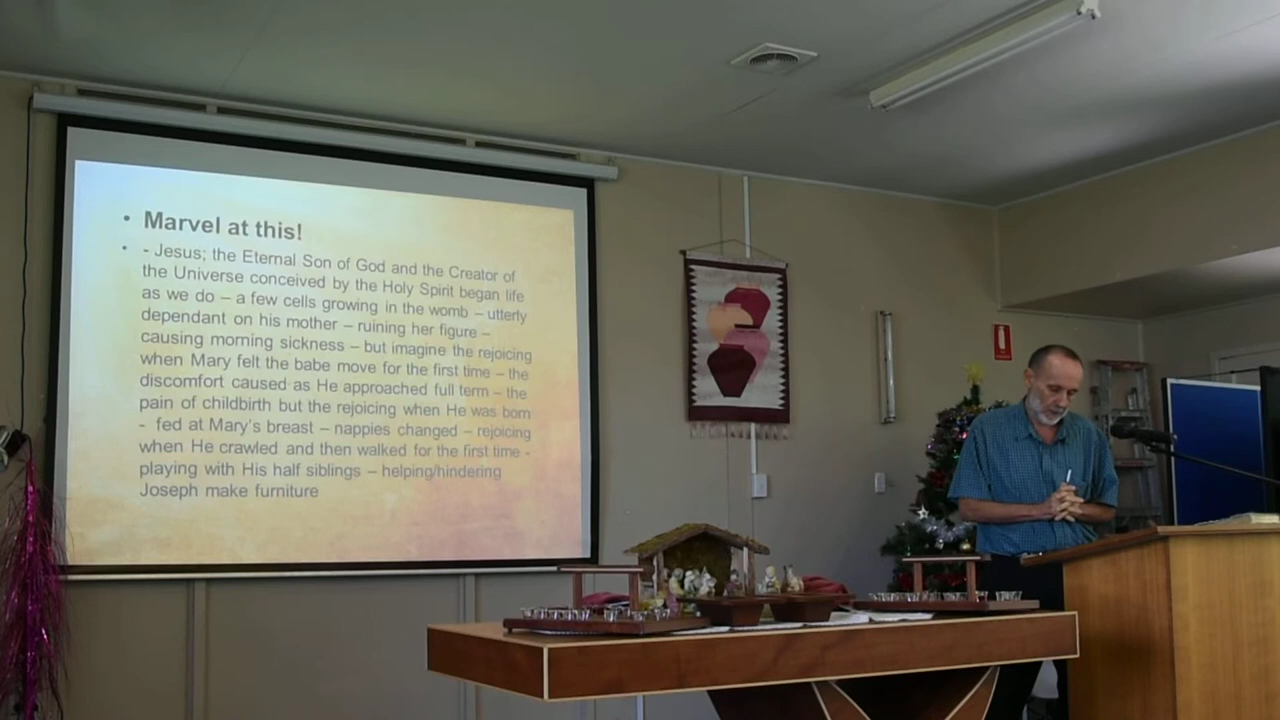 • Marvel at this!
• - Jesus; the Eternal Son of God and the Creator of
the Universe conceived by the Holy Spirit began life
as we do – a few cells growing in the womb – utterly
dependant on his mother – ruining her figure –
causing morning sickness – but imagine the rejoicing
when Mary felt the babe move for the first time – the
discomfort caused as He approached full term – the
pain of childbirth but the rejoicing when He was born
- fed at Mary's breast – nappies changed – rejoicing
when He crawled and then walked for the first time -
playing with His half siblings – helping/hindering
Joseph make furniture